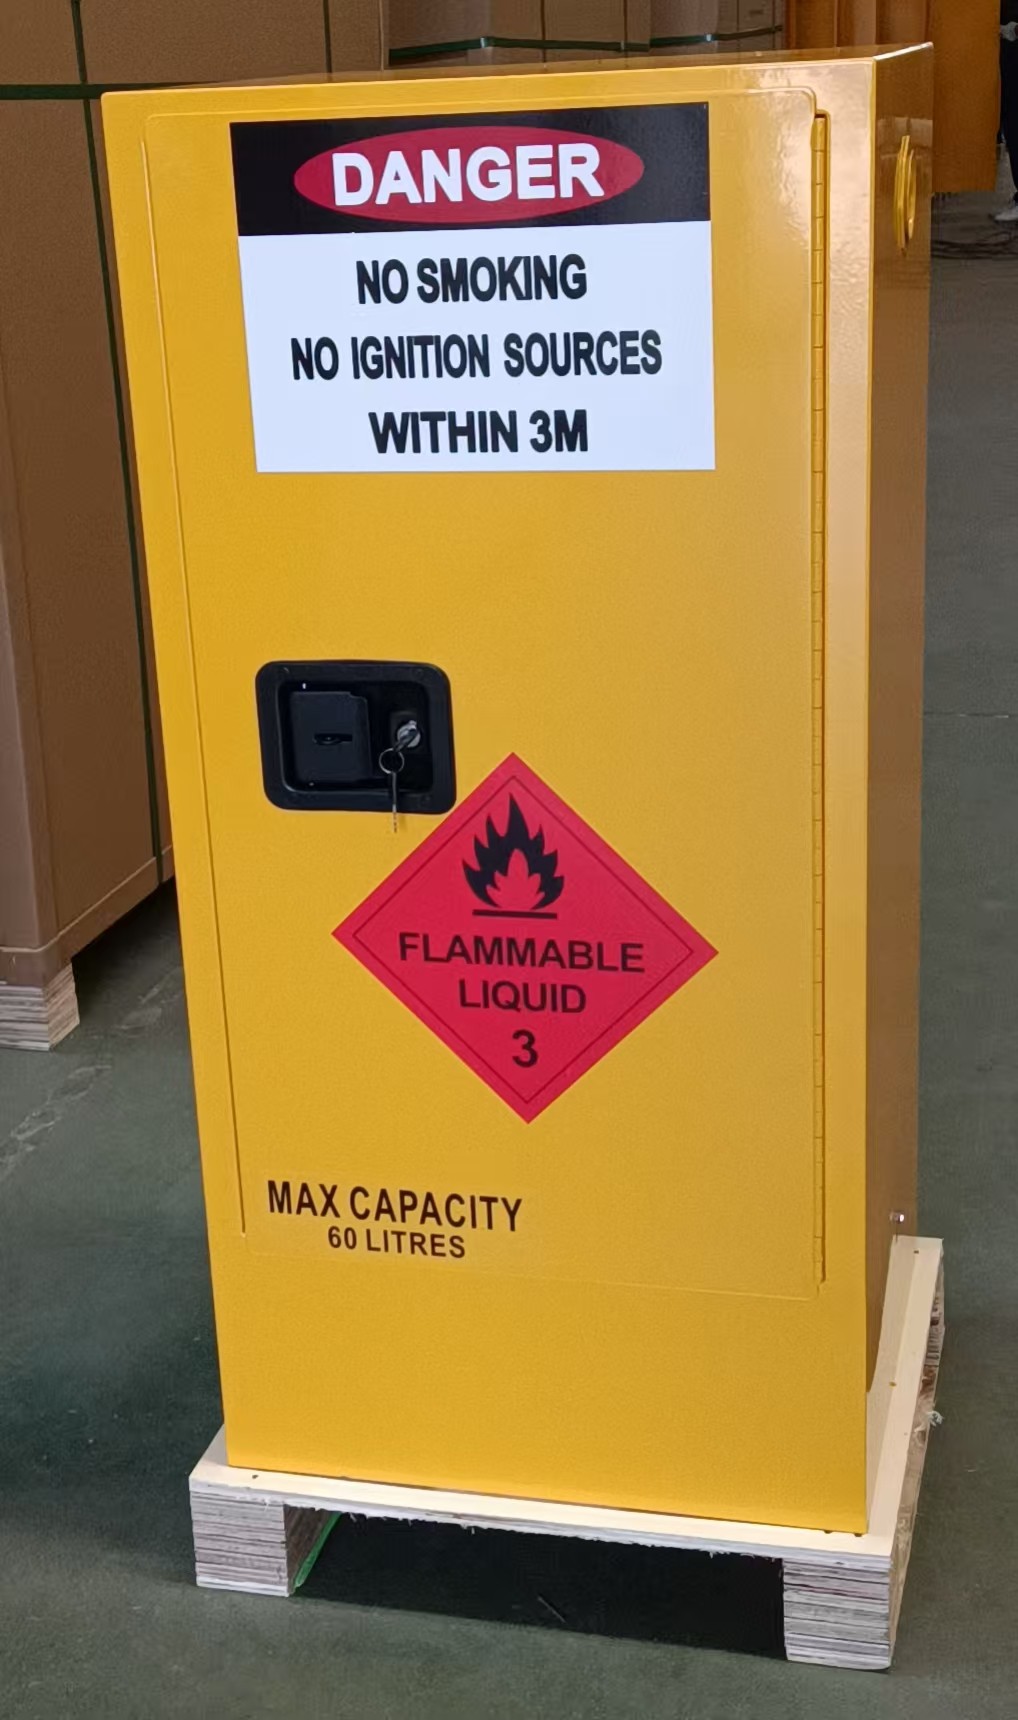 DANGER
NO SMOKING
NO IGNITION SOURCES
WITHIN 3M
FLAMMABLE
LIQUID
3
MAX CAPACITY
60 LITRES